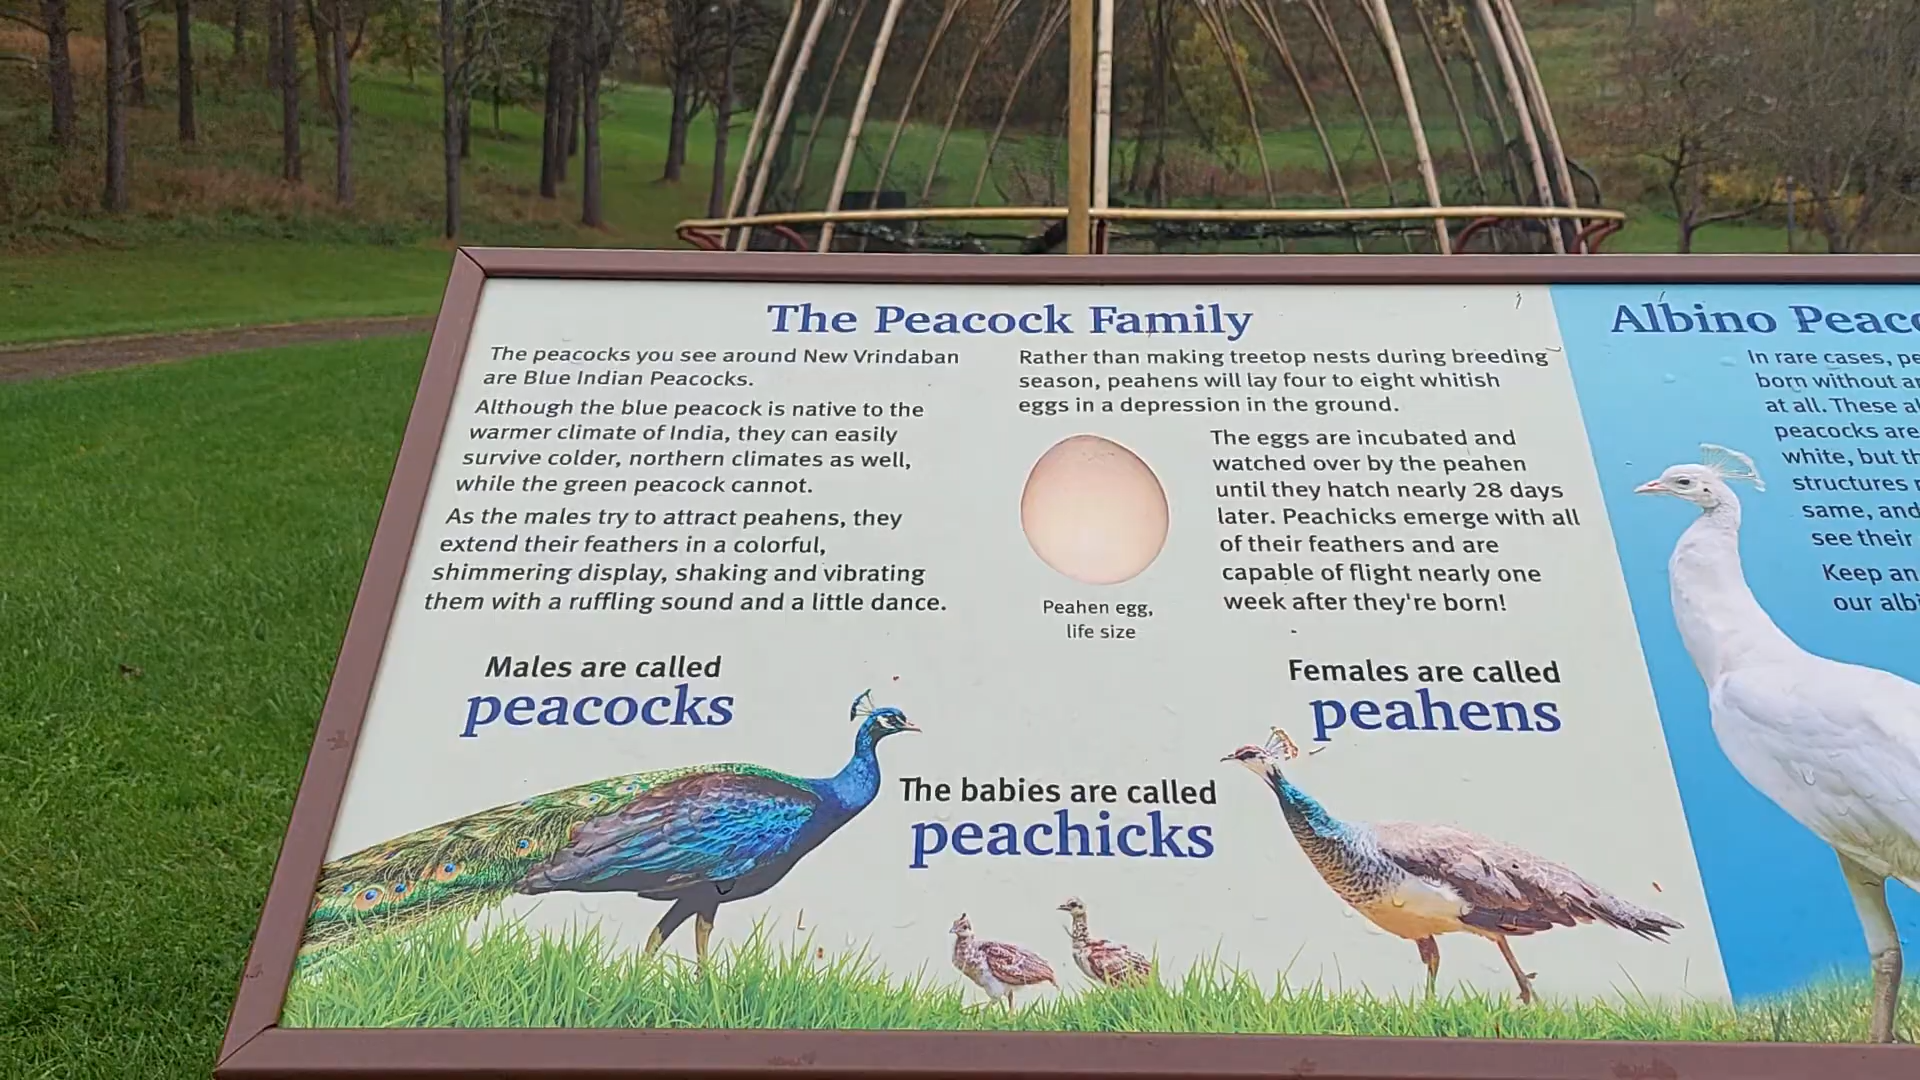 The Peacock Family
The peacocks you see around New Vrindaban
are Blue Indian Peacocks.
Although the blue peacock is native to the
warmer climate of India, they can easily
survive colder, northern climates as well,
while the green peacock cannot.
As the males try to attract peahens, they
extend their feathers in a colorful,
shimmering display, shaking and vibrating
them with a ruffling sound and a little dance.
Rather than making treetop nests during breeding
season, peahens will lay four to eight whitish
eggs in a depression in the ground.
The eggs are incubated and
watched over by the peahen
until they hatch nearly 28 days
later. Peachicks emerge with all
of their feathers and are
capable of flight nearly one
week after they're born!
Peahen egg,
life size
Males are called
peacocks
The babies are called
peachicks
Females are called
peahens
Albino
In rare cases,
born without
at all. These
peacocks are
white, but
structures
same, and
see their
Keep an
our